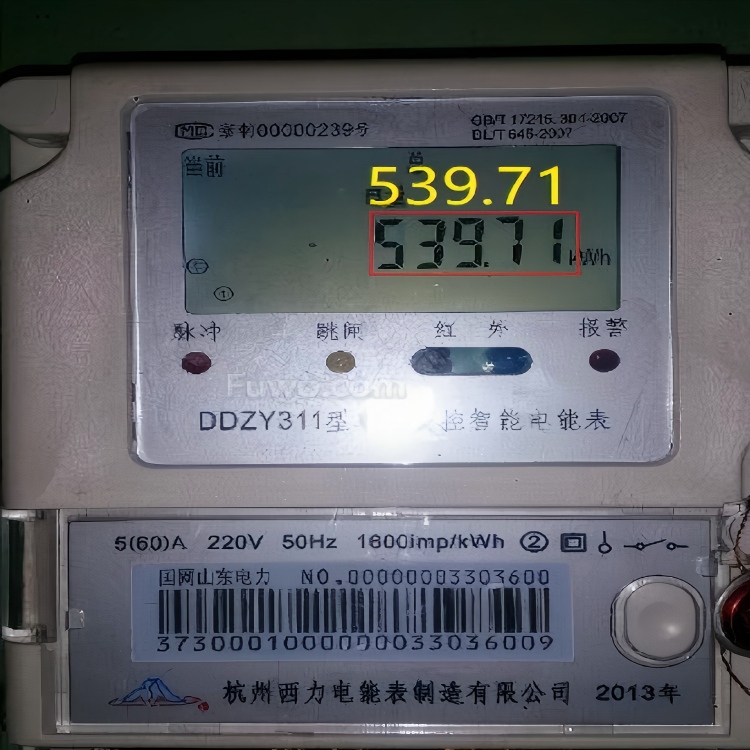 MC 浙制00000239号
GB/T 17215.301-2007
DL/T 645-2007
当前
总
539.71
电量
539.71 kWh
脉冲 跳闸 红外 报警
Fuwo.com
DDZY311型 控智能电能表
5(60)A 220V 50Hz 1600imp/kWh ②
国网山东电力 NO.00000003303600
3730001000000033036009
杭州西力电能表制造有限公司 2013年